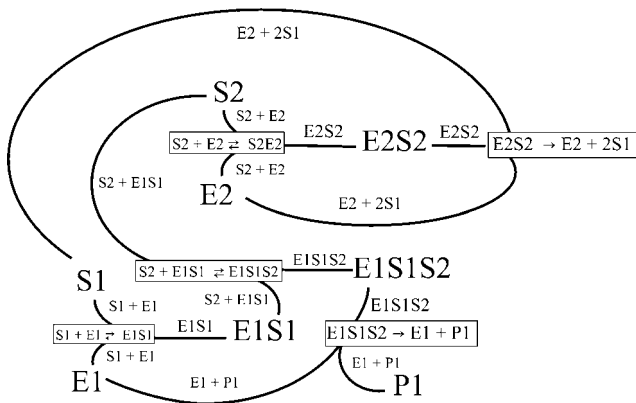 E2 + 2S1
S2
S2 + E2
S2 + E2 ⇄ S2E2
E2S2
E2S2
E2S2
E2S2 → E2 + 2S1
S2 + E2
E2
S2 + E1S1
E2 + 2S1
S2 + E1S1 ⇄ E1S1S2
E1S1S2
E1S1S2
S1
S1 + E1
S2 + E1S1
E1S1S2
S1 + E1 ⇄ E1S1
E1S1
E1S1
E1S1S2 → E1 + P1
S1 + E1
E1 + P1
E1
E1 + P1
P1